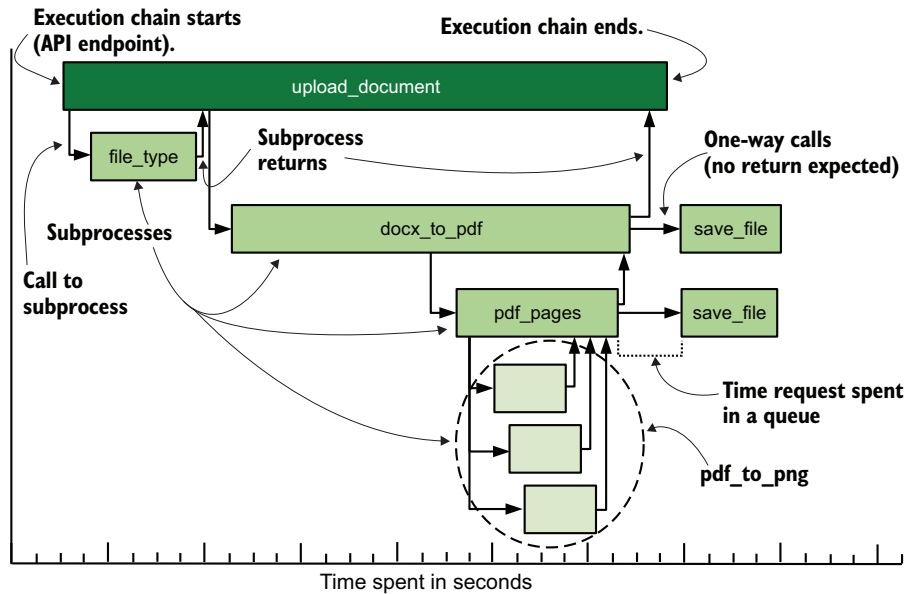 Execution chain starts
(API endpoint).
Execution chain ends.
upload_document
file_type
Subprocess
returns
One-way calls
(no return expected)
Subprocesses
docx_to_pdf
save_file
Call to
subprocess
pdf_pages
save_file
Time request spent
in a queue
pdf_to_png
Time spent in seconds